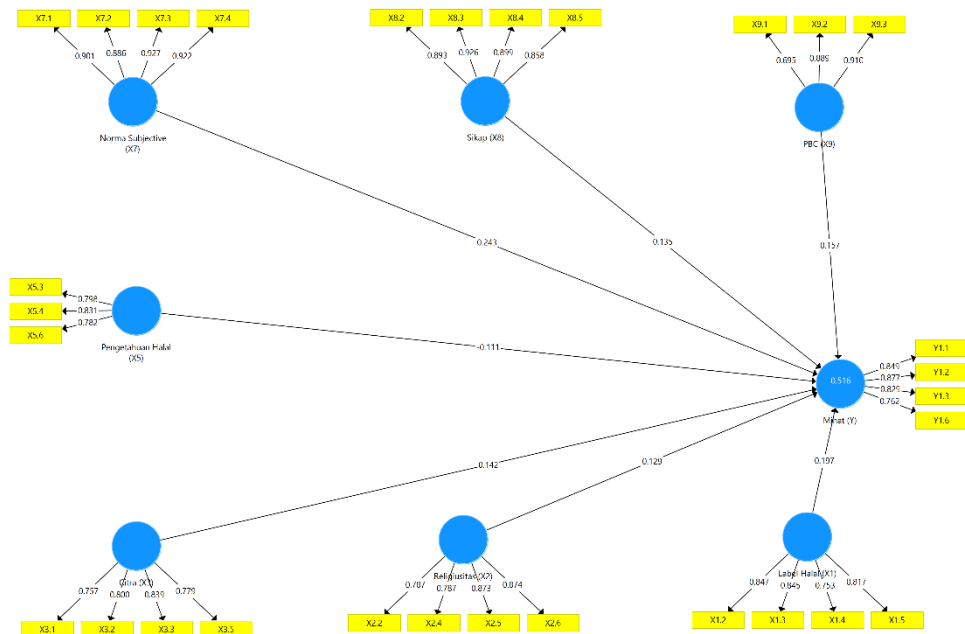 X7.1 X7.2 X7.3 X7.4
X8.2 X8.3 X8.4 X8.5
X9.1 X9.2 X9.3
0.901 0.886 0.927 0.922
0.893 0.926 0.899 0.858
0.695 0.889 0.910
Norma Subjective
(X7)
Sikap (X8)
PBC (X9)
0.243
0.135
0.157
X5.3
X5.4
X5.6
0.798
0.831
0.782
Pengetahuan Halal
(X5)
-0.111
0.516
Minat (Y)
0.849
0.877
0.829
0.762
Y1.1
Y1.2
Y1.3
Y1.6
0.142
0.129
0.197
Citra (X3)
Religiusitas (X2)
Label Halal (X1)
0.757 0.800 0.839 0.779
0.787 0.787 0.873 0.874
0.847 0.845 0.753 0.817
X3.1 X3.2 X3.3 X3.5
X2.2 X2.4 X2.5 X2.6
X1.2 X1.3 X1.4 X1.5